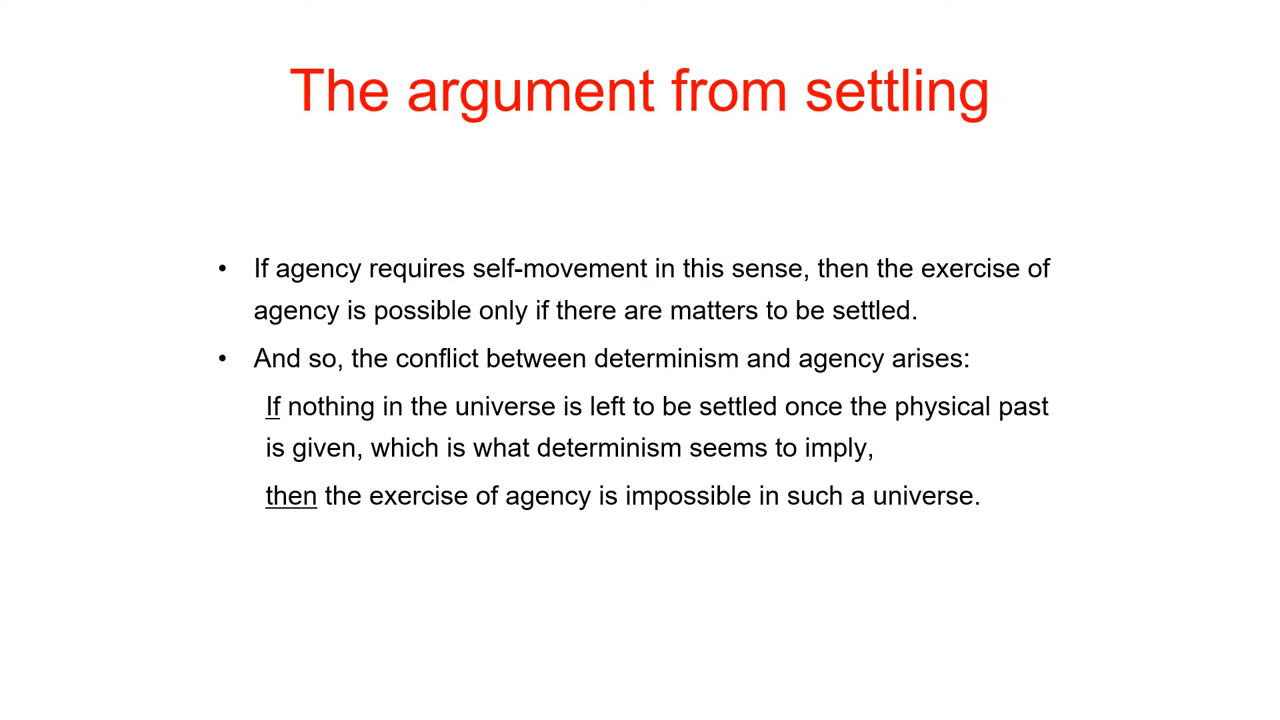 The argument from settling
• If agency requires self-movement in this sense, then the exercise of
agency is possible only if there are matters to be settled.
• And so, the conflict between determinism and agency arises:
If nothing in the universe is left to be settled once the physical past
is given, which is what determinism seems to imply,
then the exercise of agency is impossible in such a universe.